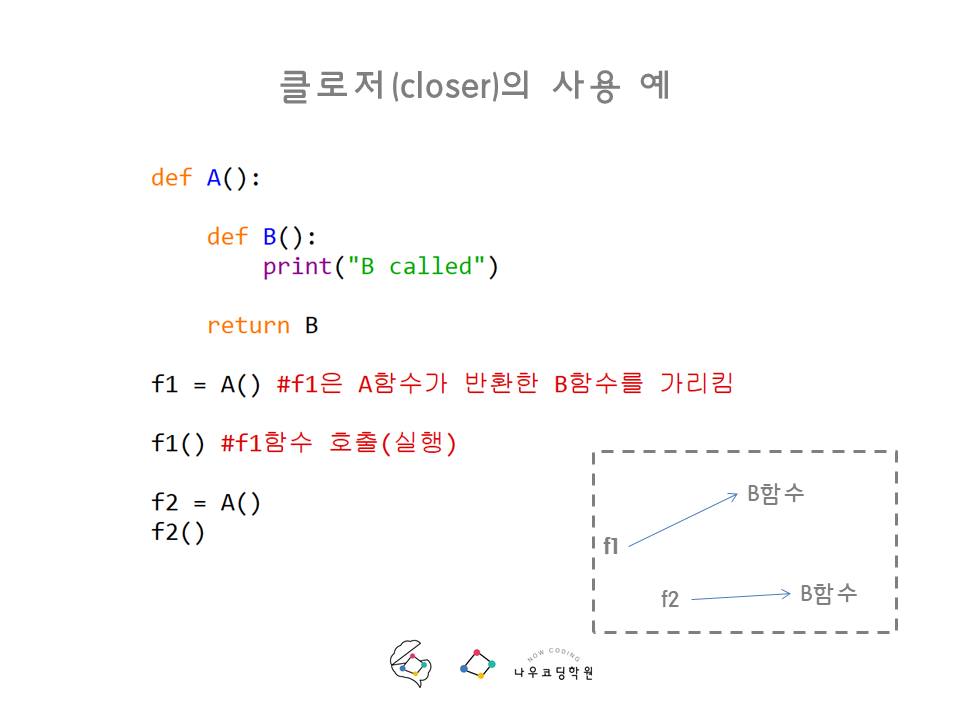 클로저(closer)의 사용 예
def A():
def B():
print("B called")
return B
f1 = A() #f1은 A함수가 반환한 B함수를 가리킴
f1() #f1함수 호출(실행)
f2 = A()
f2()
B함수
f1
f2
B함수
NOW CODING
나우코딩학원